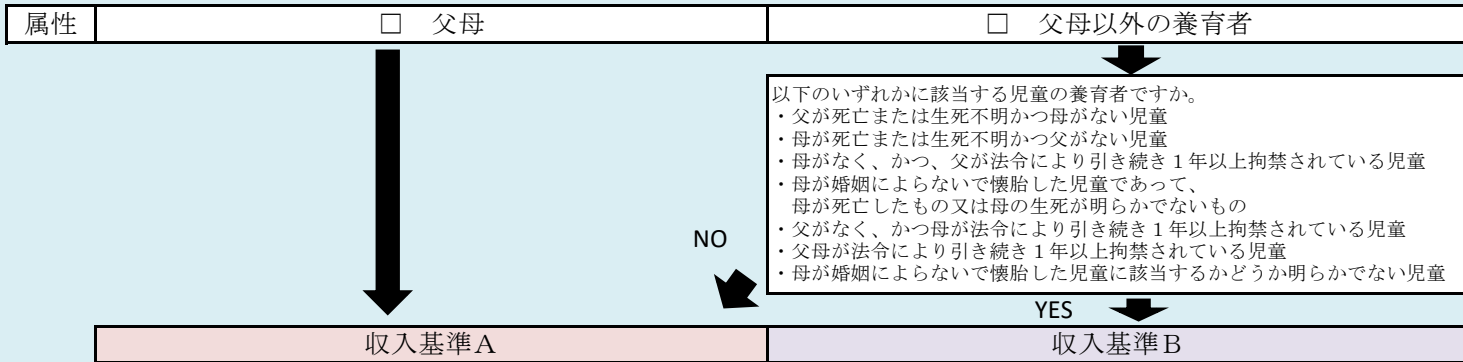 属性
□　父母
□　父母以外の養育者
以下のいずれかに該当する児童の養育者ですか。
・父が死亡または生死不明かつ母がない児童
・母が死亡または生死不明かつ父がない児童
・母がなく、かつ、父が法令により引き続き１年以上拘禁されている児童
・母が婚姻によらないで懐胎した児童であって、
　母が死亡したもの又は母の生死が明らかでないもの
・父がなく、かつ母が法令により引き続き１年以上拘禁されている児童
・父母が法令により引き続き１年以上拘禁されている児童
・母が婚姻によらないで懐胎した児童に該当するかどうか明らかでない児童
NO
YES
収入基準Ａ
収入基準Ｂ